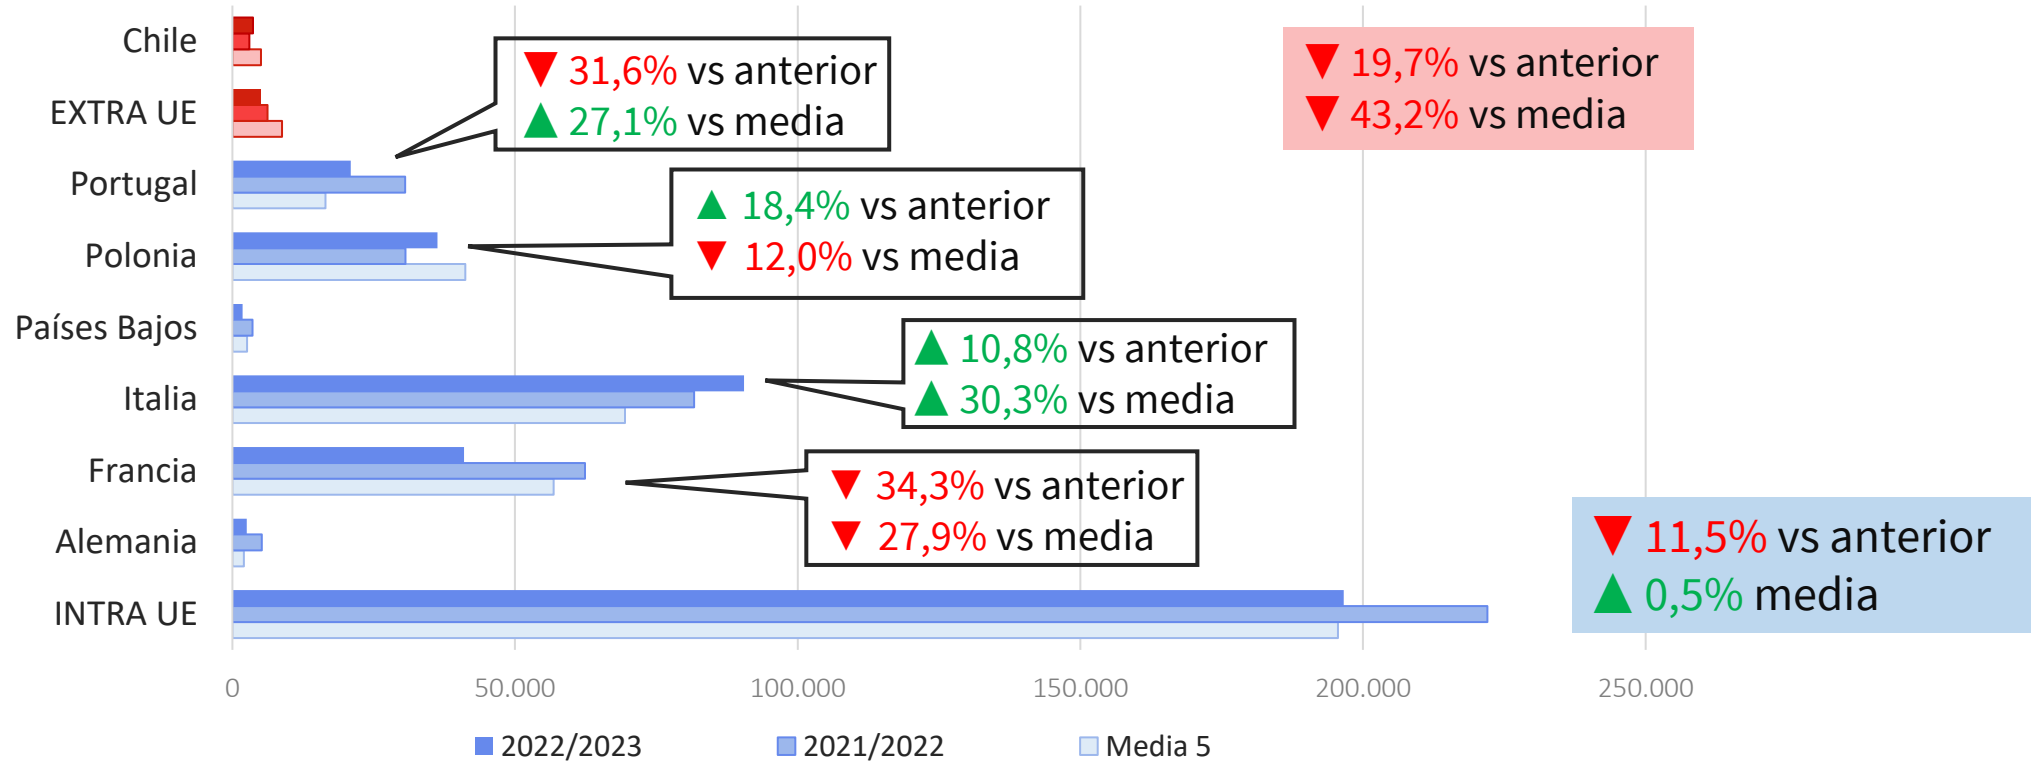 Chile
EXTRA UE
Portugal
Polonia
Países Bajos
Italia
Francia
Alemania
INTRA UE
▼ 31,6% vs anterior
▲ 27,1% vs media
▼ 19,7% vs anterior
▼ 43,2% vs media
▲ 18,4% vs anterior
▼ 12,0% vs media
▲ 10,8% vs anterior
▲ 30,3% vs media
▼ 34,3% vs anterior
▼ 27,9% vs media
▼ 11,5% vs anterior
▲ 0,5% media
0 50.000 100.000 150.000 200.000 250.000
2022/2023 2021/2022 Media 5